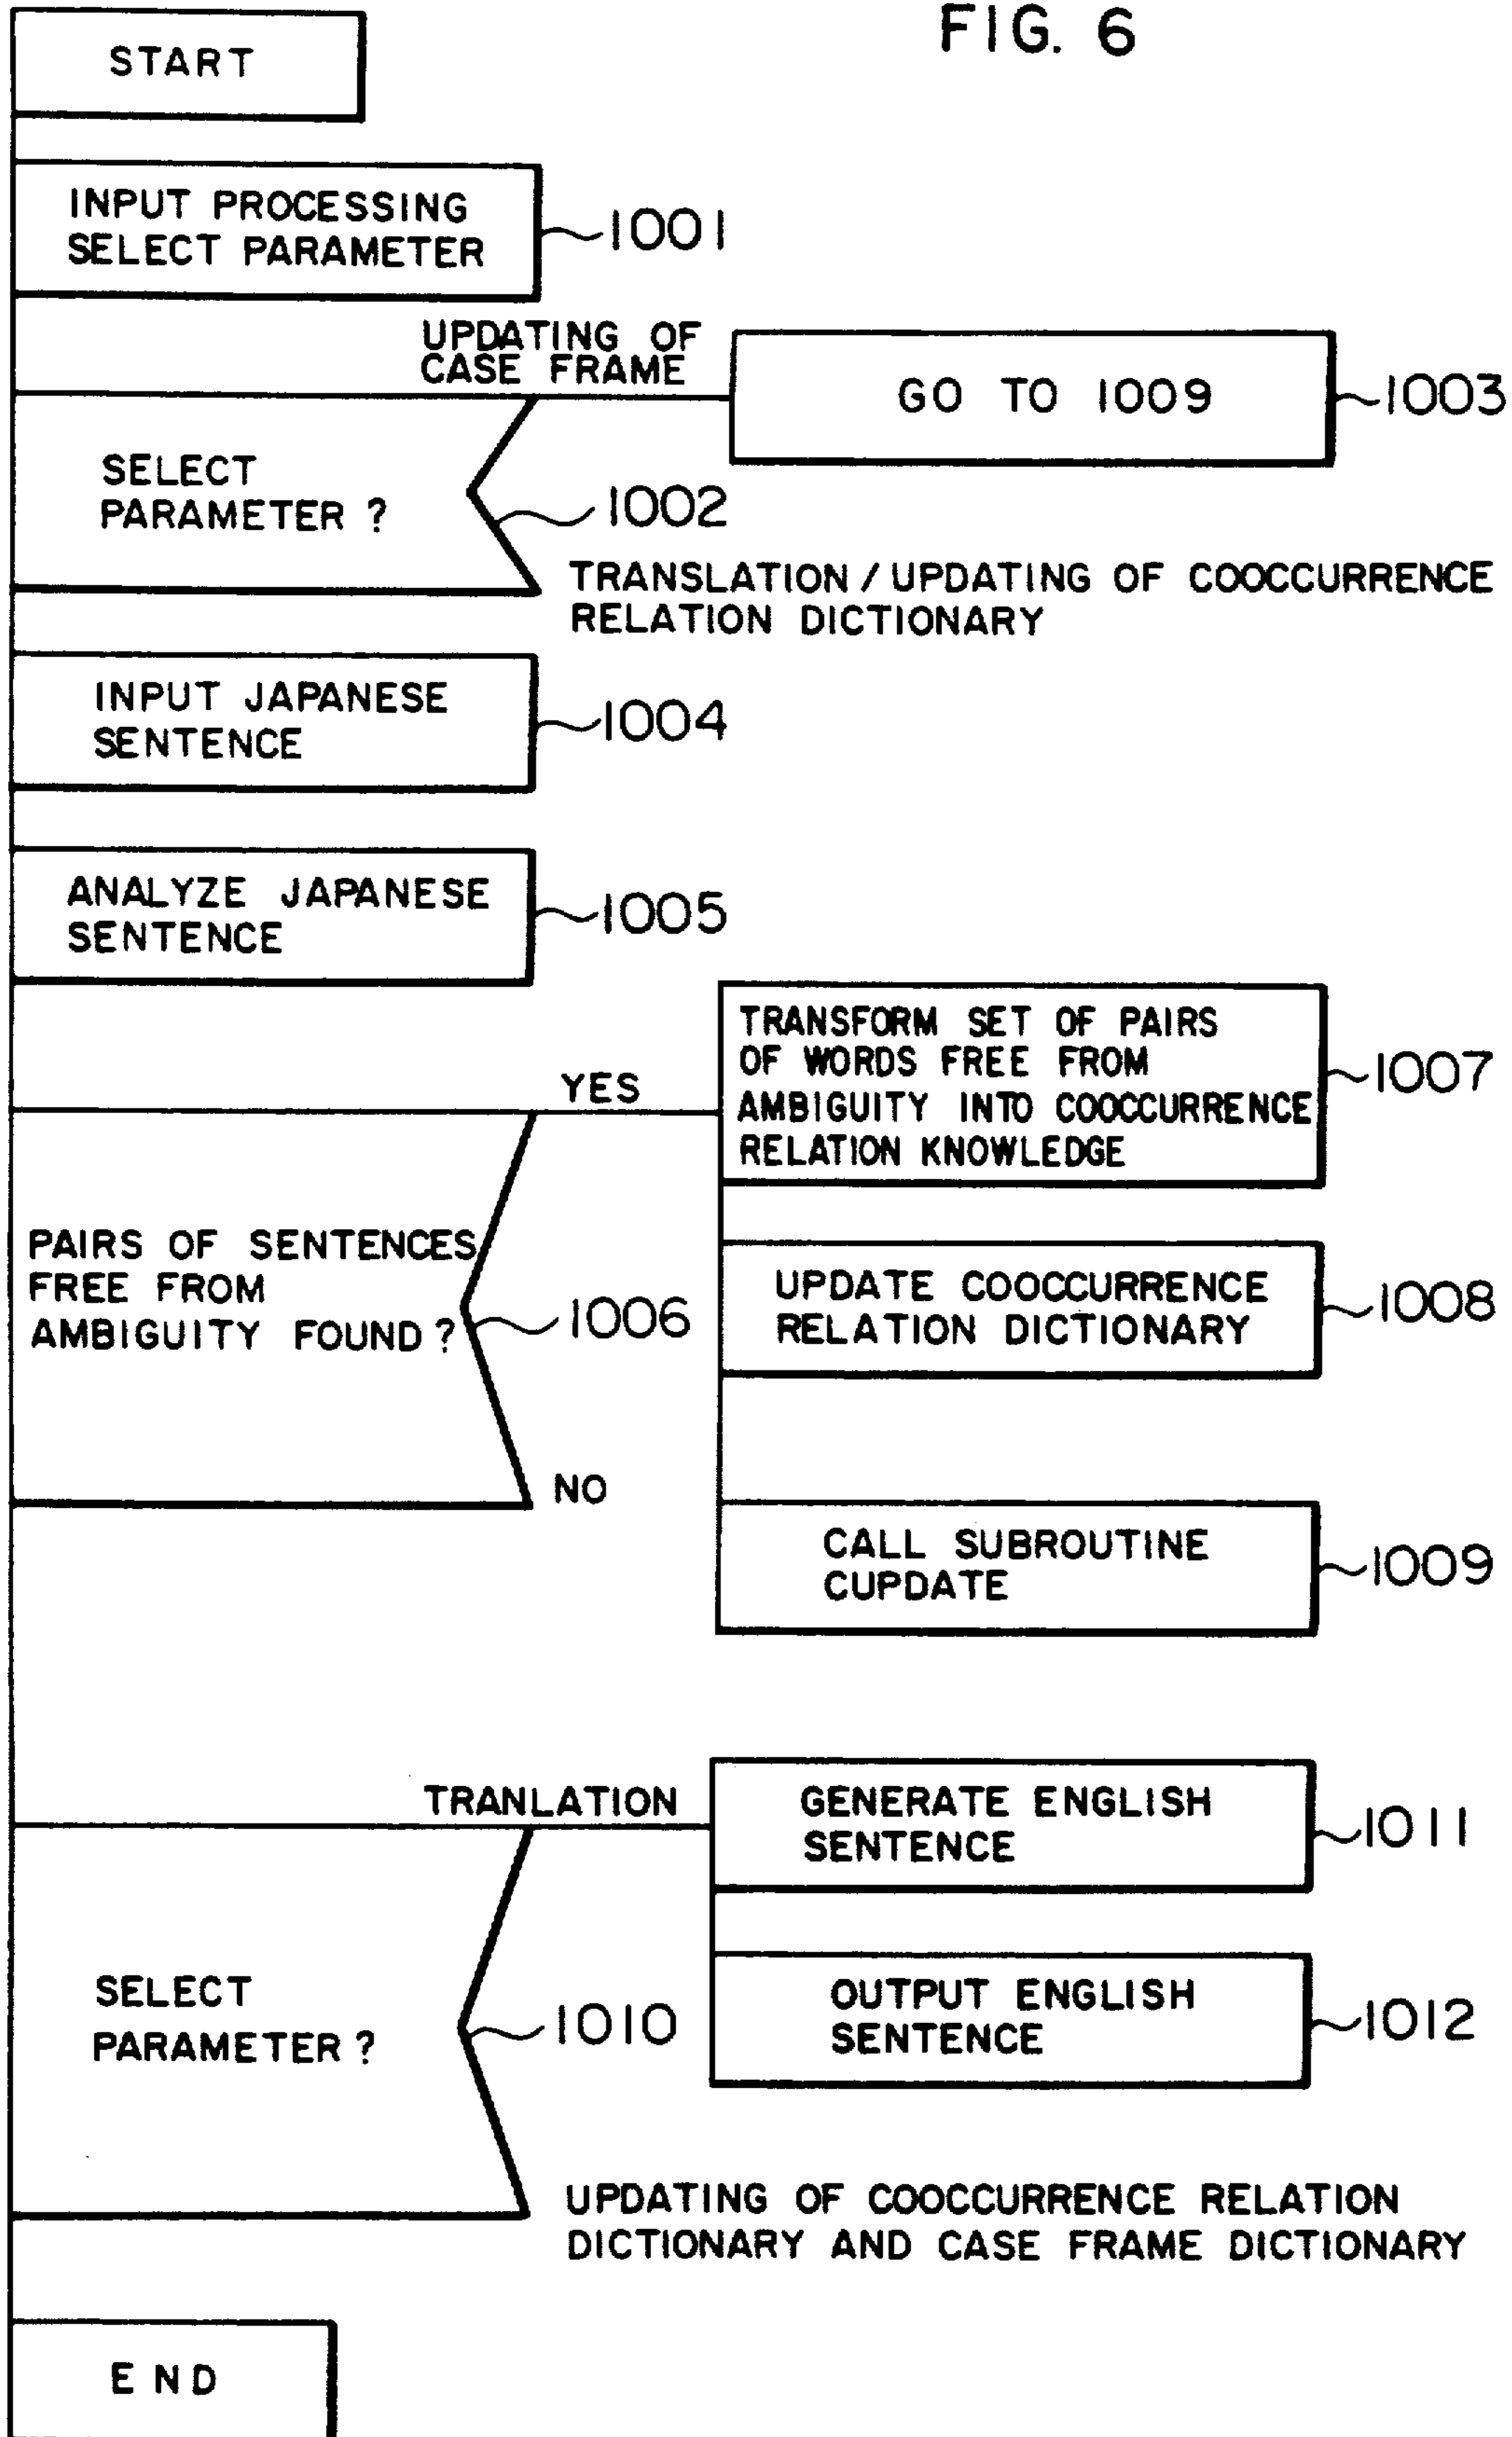 FIG. 6
START
INPUT PROCESSING
SELECT PARAMETER
1001
UPDATING OF
CASE FRAME
GO TO 1009
1003
SELECT
PARAMETER ?
1002
TRANSLATION / UPDATING OF COOCCURRENCE
RELATION DICTIONARY
INPUT JAPANESE
SENTENCE
1004
ANALYZE JAPANESE
SENTENCE
1005
YES
TRANSFORM SET OF PAIRS
OF WORDS FREE FROM
AMBIGUITY INTO COOCCURRENCE
RELATION KNOWLEDGE
1007
PAIRS OF SENTENCES
FREE FROM
AMBIGUITY FOUND ?
1006
UPDATE COOCCURRENCE
RELATION DICTIONARY
1008
NO
CALL SUBROUTINE
CUPDATE
1009
TRANLATION
GENERATE ENGLISH
SENTENCE
1011
SELECT
PARAMETER ?
1010
OUTPUT ENGLISH
SENTENCE
1012
UPDATING OF COOCCURRENCE RELATION
DICTIONARY AND CASE FRAME DICTIONARY
END